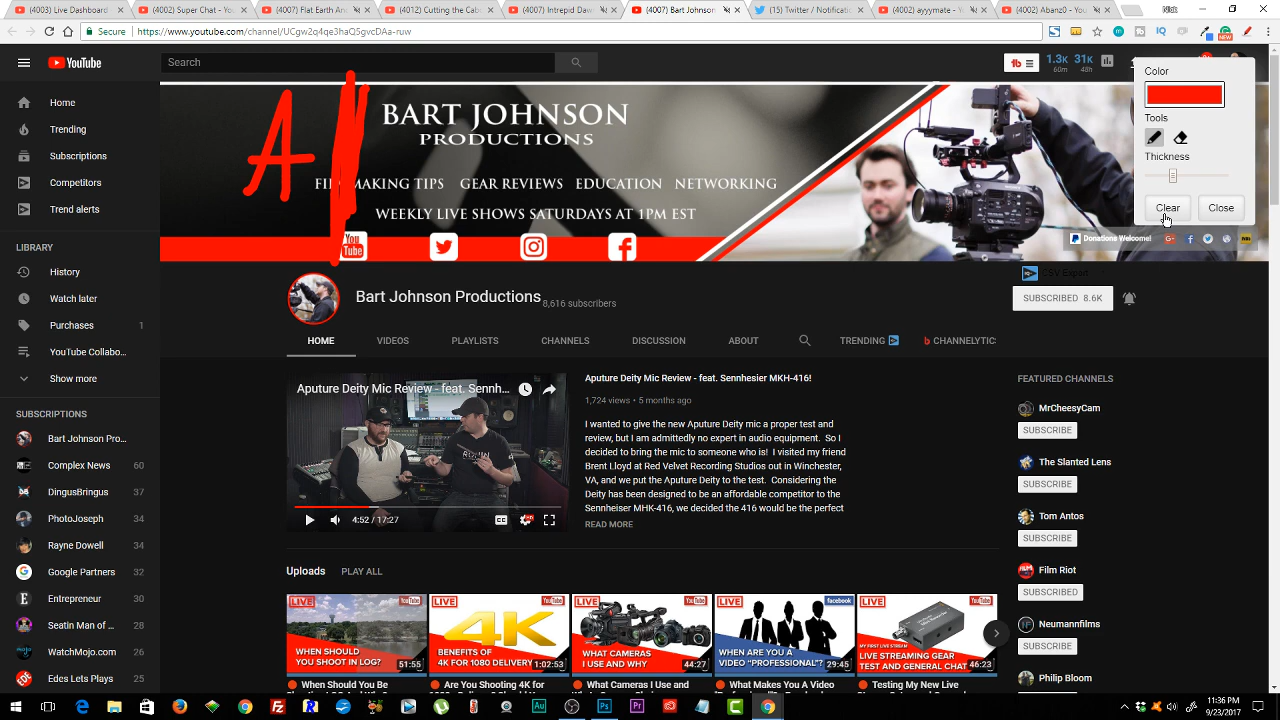 (4003) Live Dashboard
(4002) Super Chat - Yo
(4007) Flat Earth An
(4012) Cutting the Cab
(4007) Intrepid Daw
(4007) Bart Johnson
(15) Twitter / Notificat
(4002) ayyymate -
(4002) Abanz0 - Yo
Secure
https://www.youtube.com/channel/UCgw2q4qe3haQ5gvcDAa-ruw
YouTube
Search
1.3K
60m
31K
48h
NEW
Color
Tools
Thickness
Clear
Close
Home
Trending
Subscriptions
Competitors
Trend alerts
LIBRARY
History
Watch later
Purchases 1
YouTube Collabo...
Show more
SUBSCRIPTIONS
Bart Johnson Pro...
Complex News 60
DingusBringus 37
PhotoJoseph 34
Rayne Dowell 34
Google Partners 32
Entrepreneur 30
Seatin Man of ... 28
WatchMojo.com 26
Edes Lets Plays 25
BART JOHNSON
PRODUCTIONS
FILMMAKING TIPS GEAR REVIEWS EDUCATION NETWORKING
WEEKLY LIVE SHOWS SATURDAYS AT 1PM EST
You
Tube
Donations Welcome!
Bart Johnson Productions 8,616 subscribers
CSV Export
SUBSCRIBED 8.6K
HOME
VIDEOS
PLAYLISTS
CHANNELS
DISCUSSION
ABOUT
TRENDING
CHANNELYTIC
Aputure Deity Mic Review - feat. Sennh...
4:52 / 17:27
CC
Aputure Deity Mic Review - feat. Sennhesier MKH-416!
1,724 views • 5 months ago
I wanted to give the new Aputure Deity mic a proper test and
review, but I am admittedly no expert in audio equipment. So I
decided to bring the mic to someone who is! I visited my friend
Brent Lloyd at Red Velvet Recording Studios out in Winchester,
VA, and we put the Aputure Deity to the test. Considering the
Deity has been designed to be an affordable competitor to the
Sennheiser MHK-416, we decided the 416 would be the perfect
READ MORE
FEATURED CHANNELS
MrCheesyCam
SUBSCRIBE
The Slanted Lens
SUBSCRIBE
Tom Antos
SUBSCRIBE
Film Riot
SUBSCRIBED
Neumannfilms
SUBSCRIBE
Philip Bloom
SUBSCRIBE
Uploads PLAY ALL
LIVE
YouTube
WHEN SHOULD
YOU SHOOT IN LOG?
51:55
When Should You Be
LIVE
YouTube
4K
BENEFITS OF
4K FOR 1080 DELIVERY
1:02:53
Are You Shooting 4K for
LIVE
YouTube
WHAT CAMERAS
I USE AND WHY
44:27
What Cameras I Use and
LIVE
facebook
WHEN ARE YOU A
VIDEO "PROFESSIONAL"?
29:45
What Makes You A Video
LIVE
YouTube
MY FIRST LIVE STREAM
LIVE STREAMING GEAR
TEST AND GENERAL CHAT
46:23
Testing My New Live
11:36 PM
9/23/2017